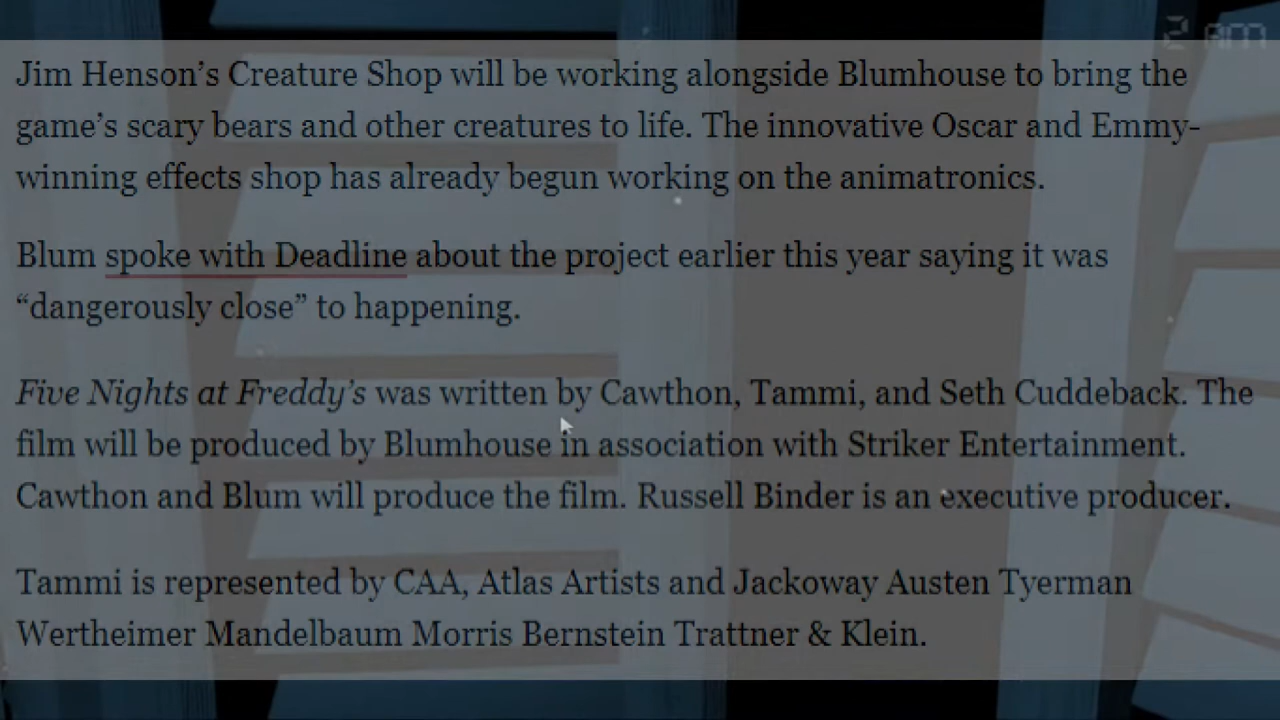 2 am
Jim Henson’s Creature Shop will be working alongside Blumhouse to bring the
game’s scary bears and other creatures to life. The innovative Oscar and Emmy-
winning effects shop has already begun working on the animatronics.
Blum spoke with Deadline about the project earlier this year saying it was
“dangerously close” to happening.
Five Nights at Freddy’s was written by Cawthon, Tammi, and Seth Cuddeback. The
film will be produced by Blumhouse in association with Striker Entertainment.
Cawthon and Blum will produce the film. Russell Binder is an executive producer.
Tammi is represented by CAA, Atlas Artists and Jackoway Austen Tyerman
Wertheimer Mandelbaum Morris Bernstein Trattner & Klein.